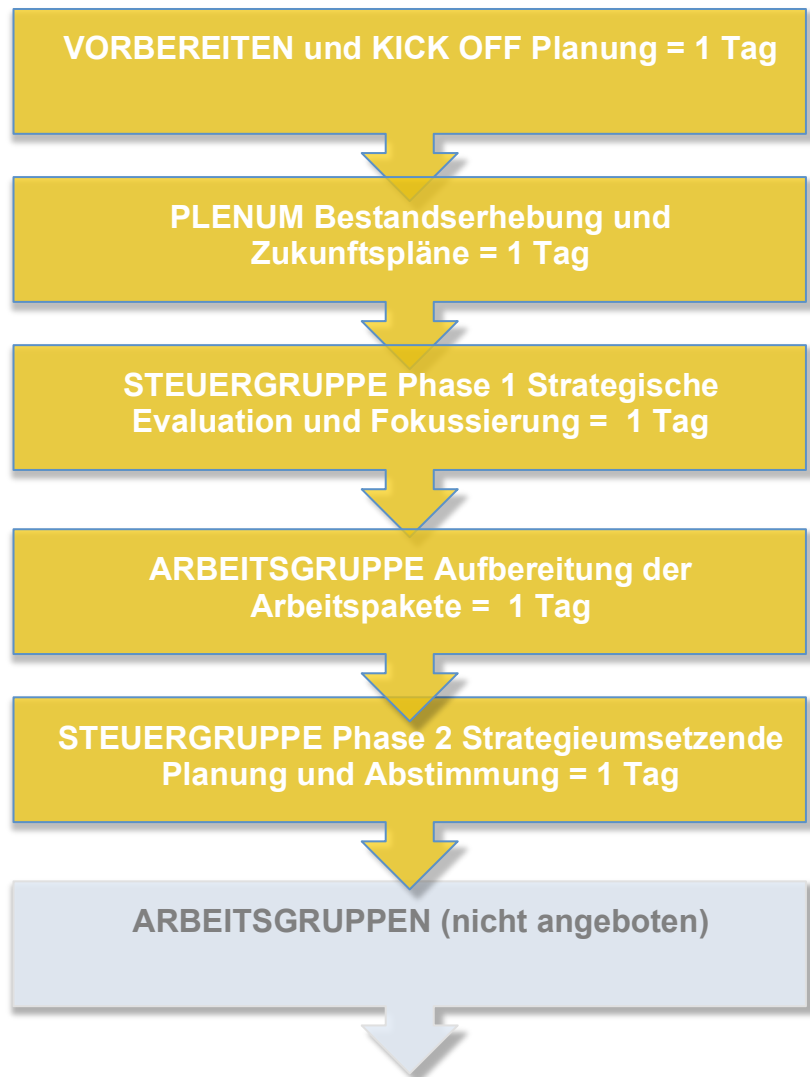 VORBEREITEN und KICK OFF Planung = 1 Tag
PLENUM Bestandserhebung und
Zukunftspläne = 1 Tag
STEUERGRUPPE Phase 1 Strategische
Evaluation und Fokussierung =  1 Tag
ARBEITSGRUPPE Aufbereitung der
Arbeitspakete =  1 Tag
STEUERGRUPPE Phase 2 Strategieumsetzende
Planung und Abstimmung = 1 Tag
ARBEITSGRUPPEN (nicht angeboten)